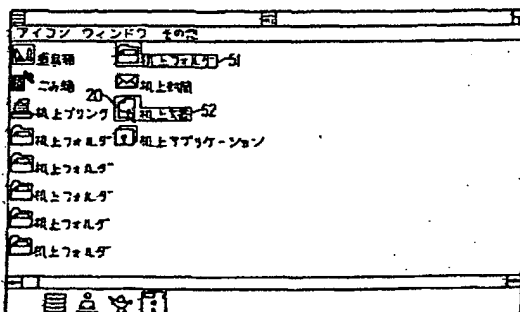 アイコン ウィンドウ その他
机上フォルダ 51
ごみ箱 机上封筒
20
机上プリンタ 机上文書 52
机上フォルダ 机上アプリケーション
机上フォルダ
机上フォルダ
机上フォルダ
机上フォルダ